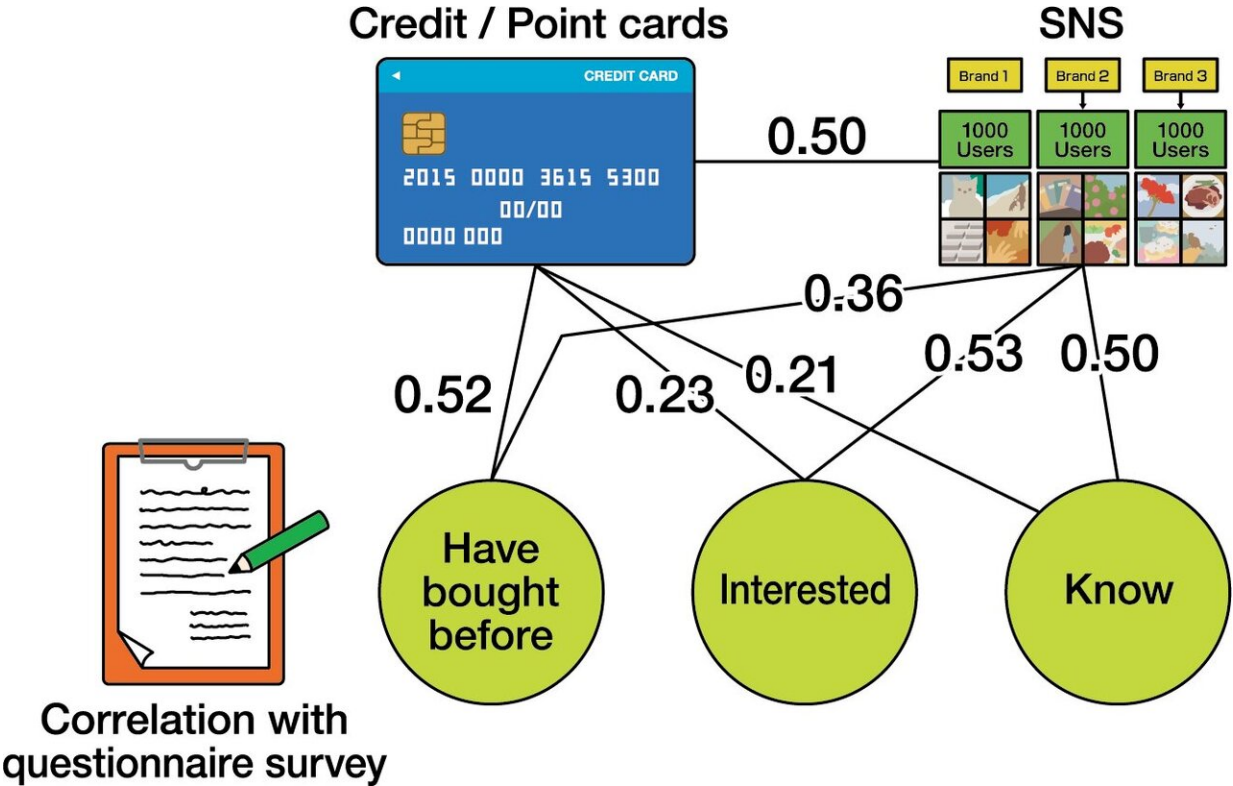 Credit / Point cards
SNS
CREDIT CARD
2015 0000 3615 5300
00/00
0000 000
Brand 1
Brand 2
Brand 3
1000
Users
1000
Users
1000
Users
0.50
0.36
0.52
0.23
0.21
0.53
0.50
Have
bought
before
Interested
Know
Correlation with
questionnaire survey